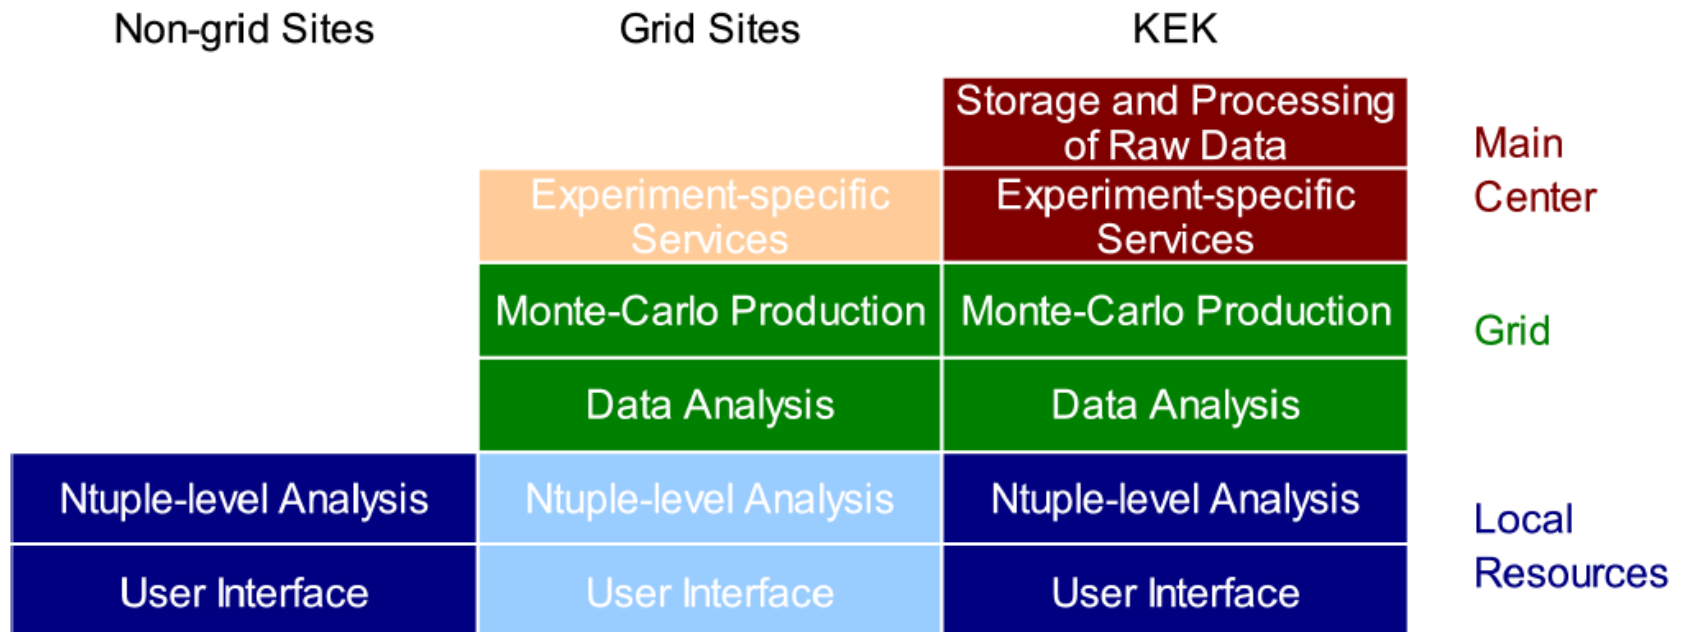 Non-grid Sites
Grid Sites
KEK
Storage and Processing
of Raw Data
Main
Center
Experiment-specific
Services
Experiment-specific
Services
Monte-Carlo Production
Monte-Carlo Production
Grid
Data Analysis
Data Analysis
Ntuple-level Analysis
Ntuple-level Analysis
Ntuple-level Analysis
Local
Resources
User Interface
User Interface
User Interface